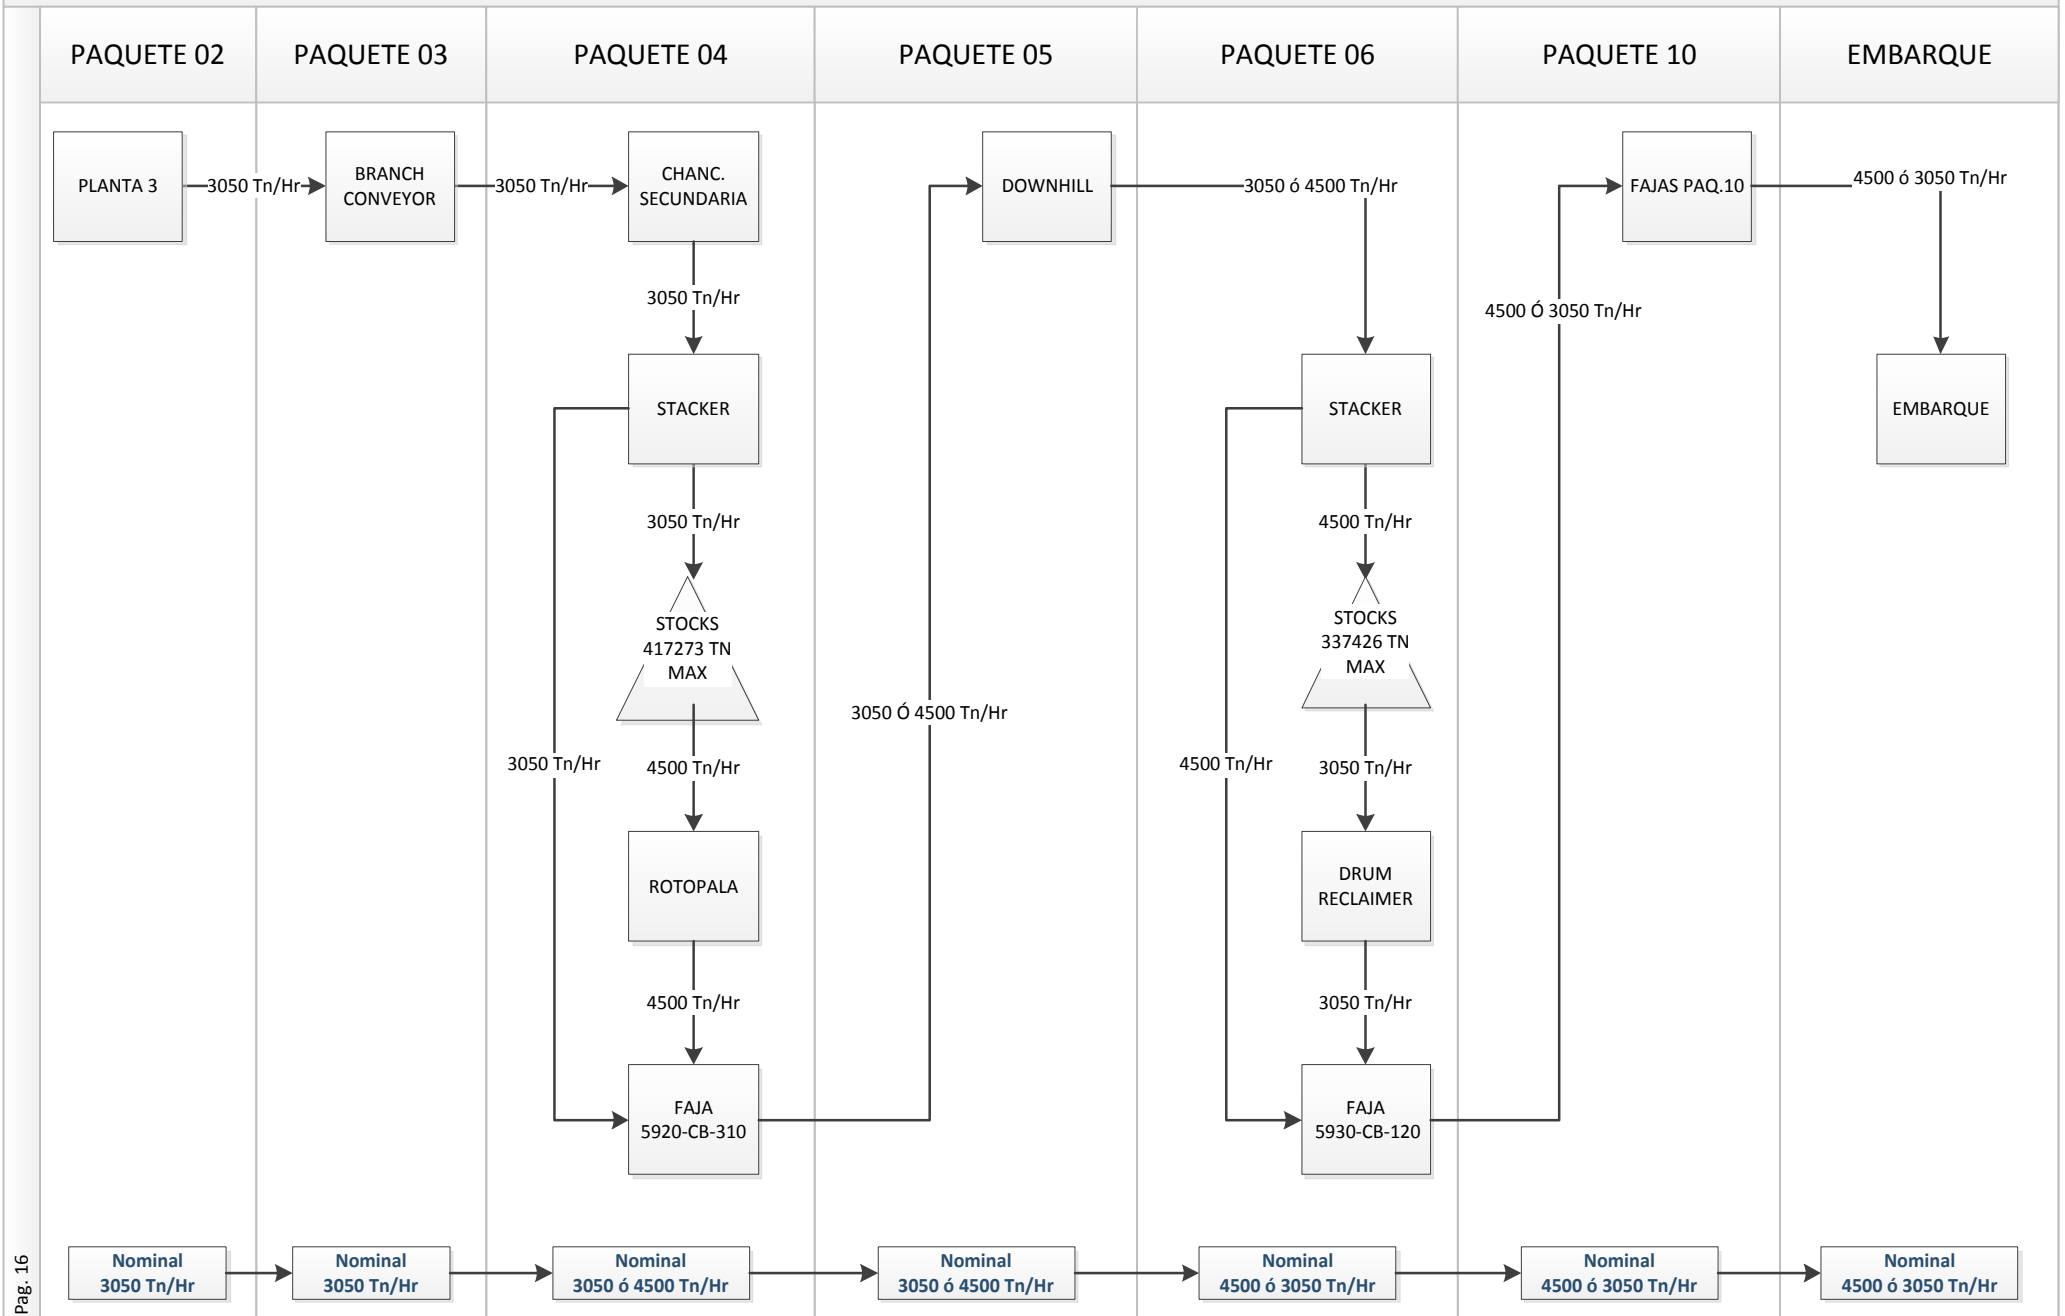 PAQUETE 02
PAQUETE 03
PAQUETE 04
PAQUETE 05
PAQUETE 06
PAQUETE 10
EMBARQUE
PLANTA 3
3050 Tn/Hr
BRANCH
CONVEYOR
3050 Tn/Hr
CHANC.
SECUNDARIA
3050 Tn/Hr
STACKER
3050 Tn/Hr
STOCKS
417273 TN
MAX
3050 Tn/Hr
4500 Tn/Hr
ROTOPALA
4500 Tn/Hr
FAJA
5920-CB-310
3050 Ó 4500 Tn/Hr
DOWNHILL
3050 ó 4500 Tn/Hr
STACKER
4500 Tn/Hr
STOCKS
337426 TN
MAX
4500 Tn/Hr
3050 Tn/Hr
DRUM
RECLAIMER
3050 Tn/Hr
FAJA
5930-CB-120
4500 Ó 3050 Tn/Hr
FAJAS PAQ.10
4500 ó 3050 Tn/Hr
EMBARQUE
Nominal
3050 Tn/Hr
Nominal
3050 Tn/Hr
Nominal
3050 ó 4500 Tn/Hr
Nominal
3050 ó 4500 Tn/Hr
Nominal
4500 ó 3050 Tn/Hr
Nominal
4500 ó 3050 Tn/Hr
Nominal
4500 ó 3050 Tn/Hr
Pag. 16